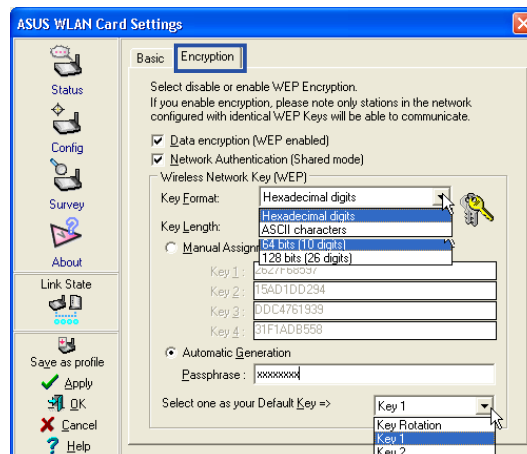 ASUS WLAN Card Settings
Status
Config
Survey
About
Link State
Save as profile
Apply
OK
Cancel
Help
Basic
Encryption
Select disable or enable WEP Encryption.
If you enable encryption, please note only stations in the network
configured with identical WEP Keys will be able to communicate.
Data encryption (WEP enabled)
Network Authentication (Shared mode)
Wireless Network Key (WEP)
Key Format: Hexadecimal digits
Hexadecimal digits
ASCII characters
Key Length:
64 bits (10 digits)
128 bits (26 digits)
Manual
Key 1 : 2627F68597
Key 2 : 15AD1DD294
Key 3 : DDC4761939
Key 4 : 31F1ADB558
Automatic Generation
Passphrase : xxxxxxxx
Select one as your Default Key => Key 1
Key Rotation
Key 1
Key 2